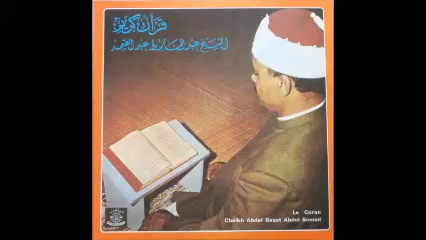 قرآن كريم
الشيخ عبد الباسط عبد الصمد
Le Coran
Cheikh Abdel Basset Abdel Samad